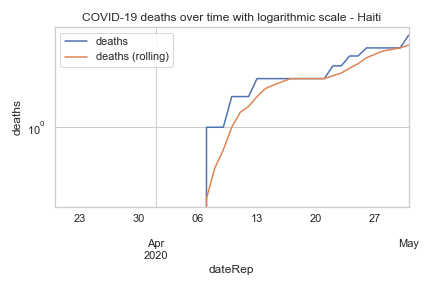 COVID-19 deaths over time with logarithmic scale - Haiti
deaths
deaths (rolling)
deaths
10⁰
23 30 06 13 20 27
Apr May
2020
dateRep